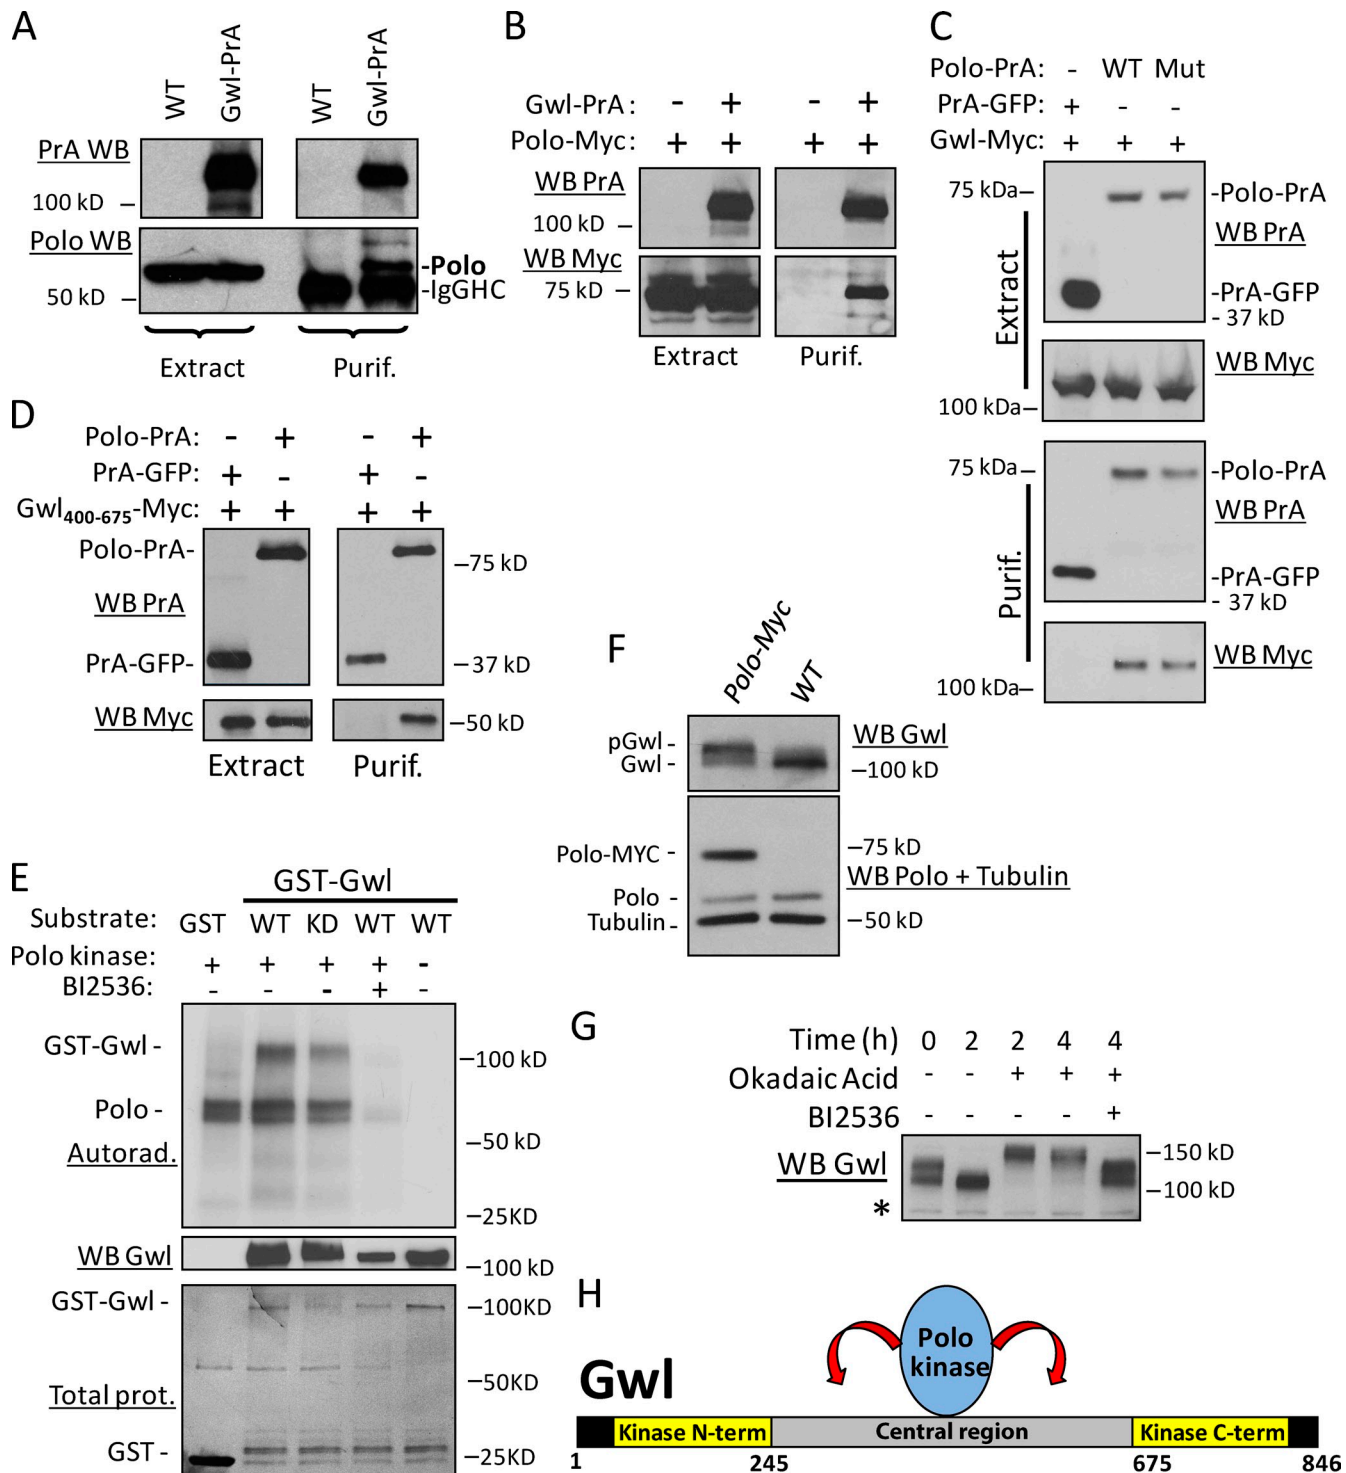 A
WT
Gwl-PrA
WT
Gwl-PrA
PrA WB
100 kD –
Polo WB
-Polo
50 kD –
-IgGHC
Extract
Purif.
B
Gwl-PrA: - + - +
Polo-Myc: + + + +
WB PrA
100 kD –
WB Myc
75 kD –
Extract
Purif.
C
Polo-PrA: - WT Mut
PrA-GFP: + - -
Gwl-Myc: + + +
75 kDa–
-Polo-PrA
WB PrA
Extract
-PrA-GFP
- 37 kD
WB Myc
100 kDa–
75 kDa–
-Polo-PrA
WB PrA
Purif.
-PrA-GFP
- 37 kD
WB Myc
100 kDa–
D
Polo-PrA: - + - +
PrA-GFP: + - + -
Gwl400-675-Myc: + + + +
Polo-PrA-
–75 kD
WB PrA
PrA-GFP-
–37 kD
WB Myc
–50 kD
Extract
Purif.
E
GST-Gwl
Substrate: GST WT KD WT WT
Polo kinase: + + + + -
BI2536: - - - + -
GST-Gwl -
–100 kD
Polo -
–50 kD
Autorad.
–25KD
WB Gwl
–100 kD
GST-Gwl -
–100KD
–50KD
Total prot.
GST -
–25KD
F
Polo-Myc
WT
pGwl -
WB Gwl
Gwl -
–100 kD
Polo-MYC -
–75 kD
WB Polo + Tubulin
Polo -
Tubulin -
–50 kD
G
Time (h) 0 2 2 4 4
Okadaic Acid - - + + +
BI2536 - - - - +
WB Gwl
–150 kD
–100 kD
*
H
Polo
kinase
Gwl
Kinase N-term
Central region
Kinase C-term
1 245 675 846